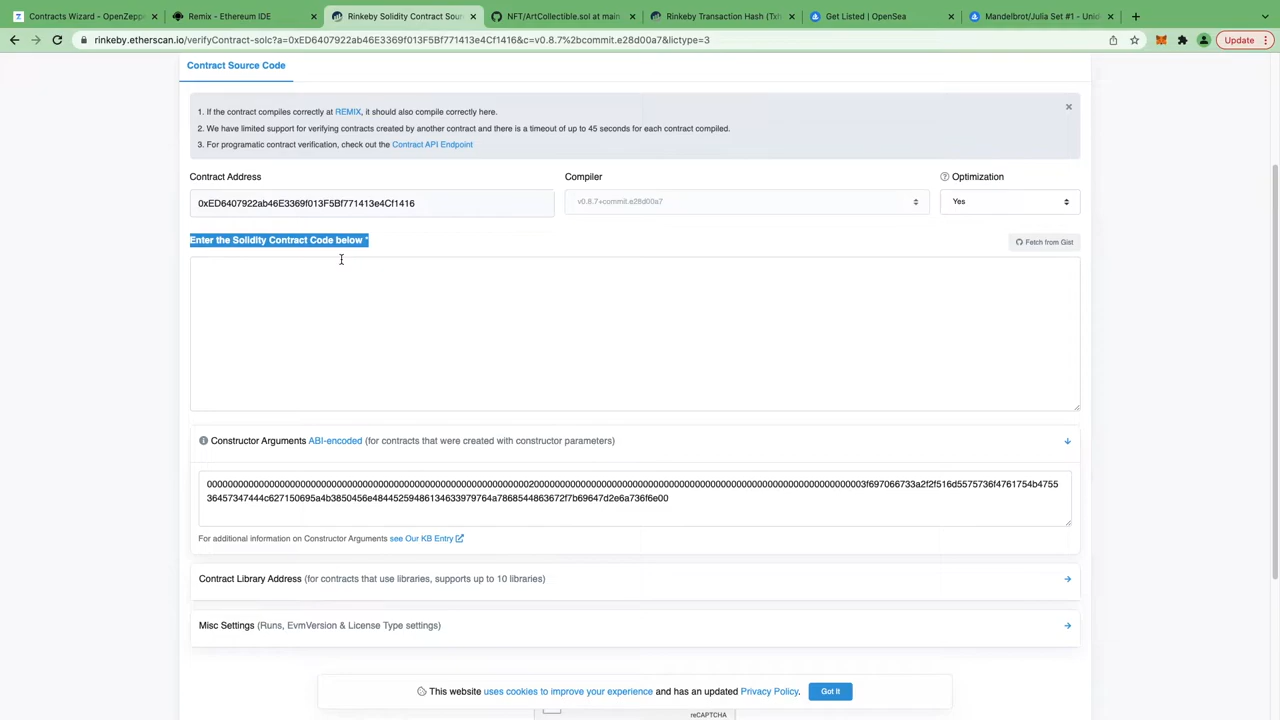 Contracts Wizard - OpenZeppe
Remix - Ethereum IDE
Rinkeby Solidity Contract Sour
NFT/ArtCollectible.sol at main
Rinkeby Transaction Hash (Txn
Get Listed | OpenSea
Mandelbrot/Julia Set #1 - Unid
rinkeby.etherscan.io/verifyContract-solc?a=0xED6407922ab46E3369f013F5Bf771413e4Cf1416&c=v0.8.7%2bcommit.e28d00a7&lictype=3
Update
Contract Source Code
1. If the contract compiles correctly at REMIX, it should also compile correctly here.
2. We have limited support for verifying contracts created by another contract and there is a timeout of up to 45 seconds for each contract compiled.
3. For programatic contract verification, check out the Contract API Endpoint
Contract Address
Compiler
Optimization
0xED6407922ab46E3369f013F5Bf771413e4Cf1416
v0.8.7+commit.e28d00a7
Yes
Enter the Solidity Contract Code below *
Fetch from Gist
Constructor Arguments ABI-encoded (for contracts that were created with constructor parameters)
36457347444c627150695a4b3850456e48445259486134633979764a7868544863672f7b69647d2e6a736f6e00
For additional information on Constructor Arguments see Our KB Entry
Contract Library Address (for contracts that use libraries, supports up to 10 libraries)
Misc Settings (Runs, EvmVersion & License Type settings)
This website uses cookies to improve your experience and has an updated Privacy Policy.
Got It
reCAPTCHA